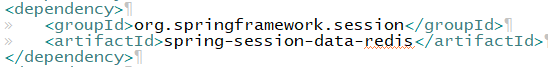 <dependency>
<groupId>org.springframework.session</groupId>
<artifactId>spring-session-data-redis</artifactId>
</dependency>